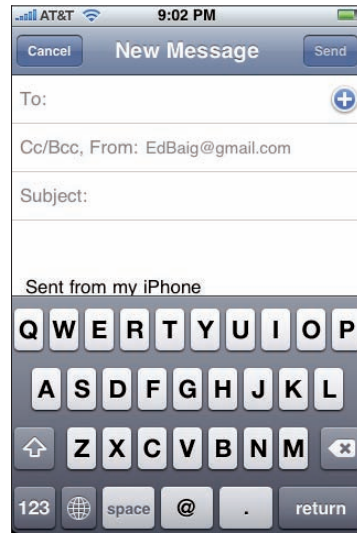 AT&T 9:02 PM
Cancel New Message Send
To:
Cc/Bcc, From: EdBaig@gmail.com
Subject:
Sent from my iPhone
Q W E R T Y U I O P
A S D F G H J K L
Z X C V B N M
123 space @ . return